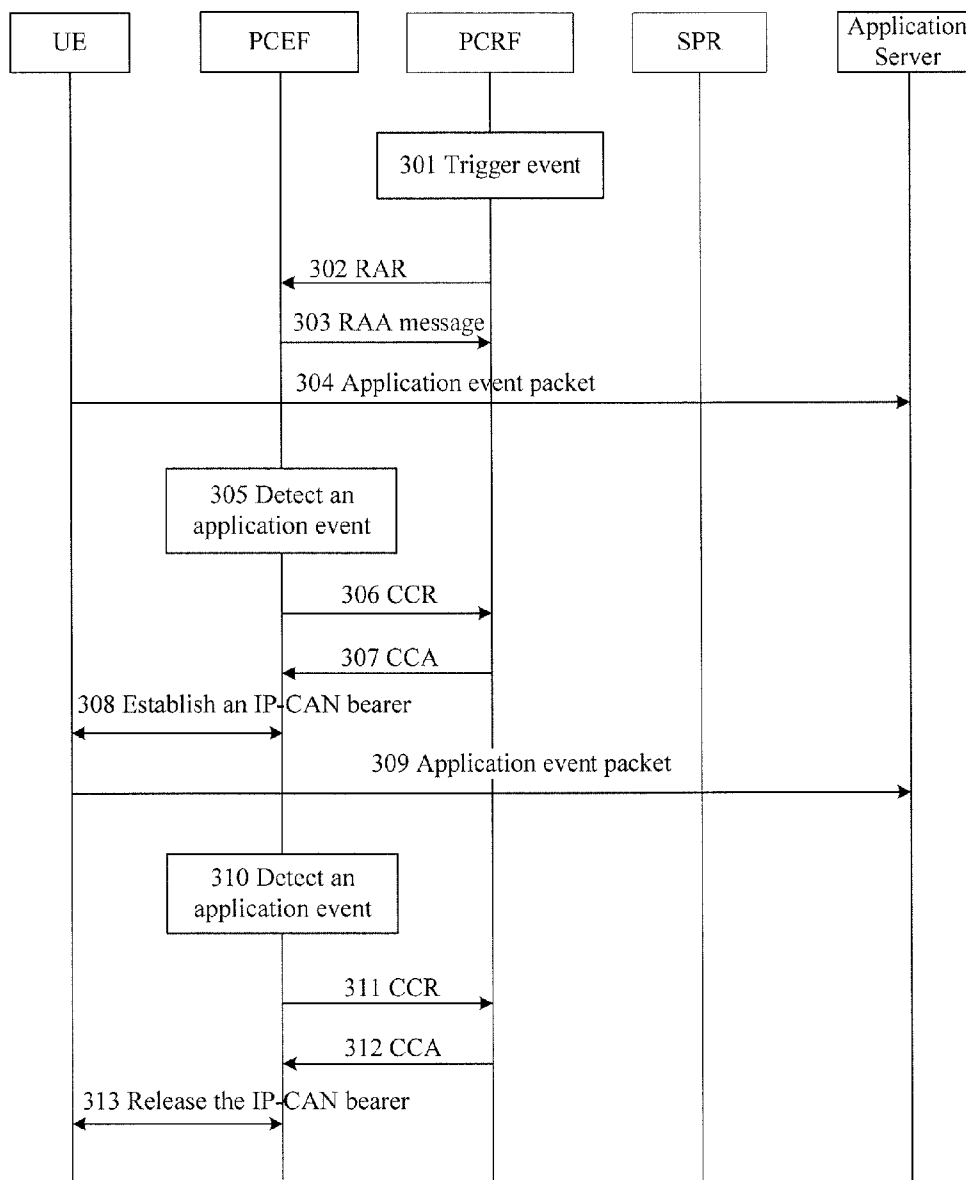 UE
PCEF
PCRF
SPR
Application
Server
301 Trigger event
302 RAR
303 RAA message
304 Application event packet
305 Detect an
application event
306 CCR
307 CCA
308 Establish an IP-CAN bearer
309 Application event packet
310 Detect an
application event
311 CCR
312 CCA
313 Release the IP-CAN bearer